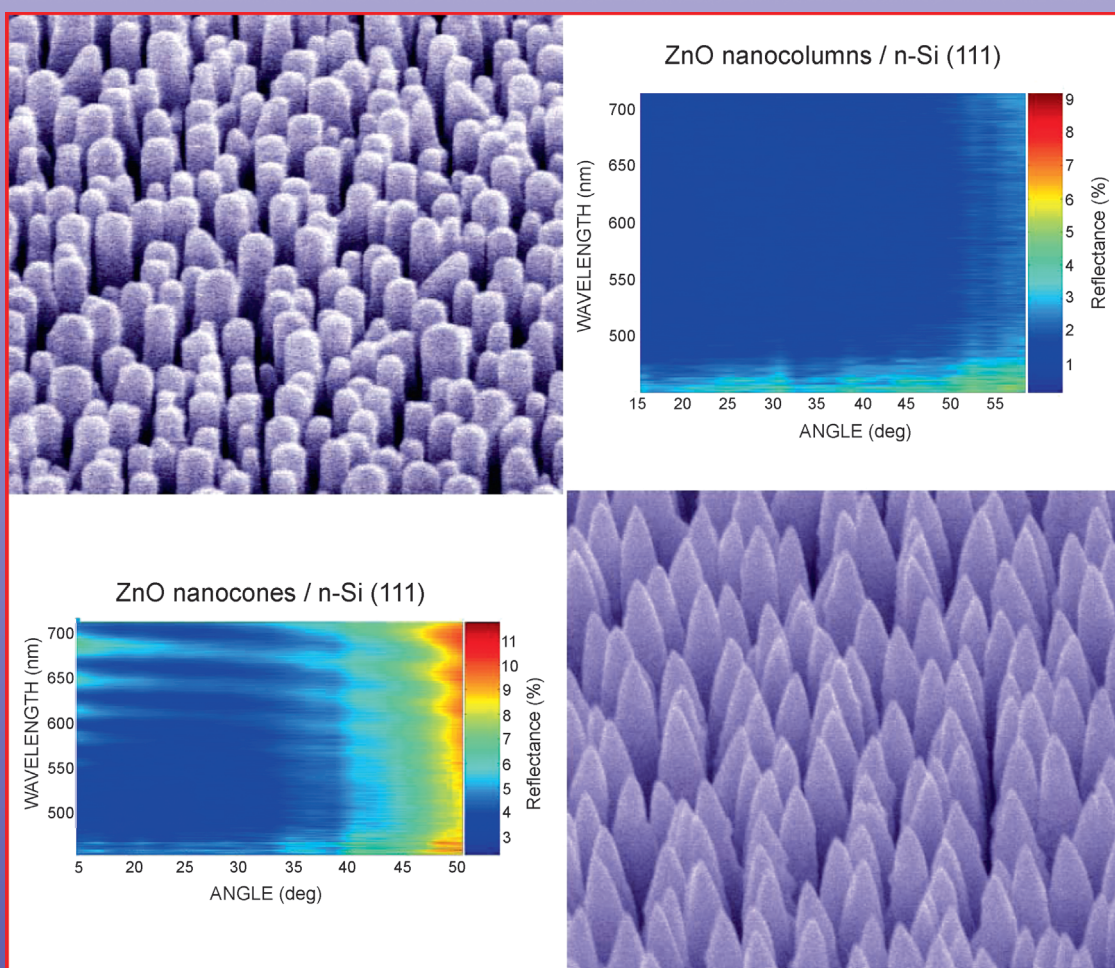 ZnO nanocolumns / n-Si (111)
700
650
600
550
500
WAVELENGTH (nm)
15 20 25 30 35 40 45 50 55
ANGLE (deg)
9
8
7
6
5
4
3
2
1
Reflectance (%)
ZnO nanocones / n-Si (111)
700
650
600
550
500
WAVELENGTH (nm)
5 20 25 30 35 40 45 50
ANGLE (deg)
11
10
9
8
7
6
5
4
3
Reflectance (%)